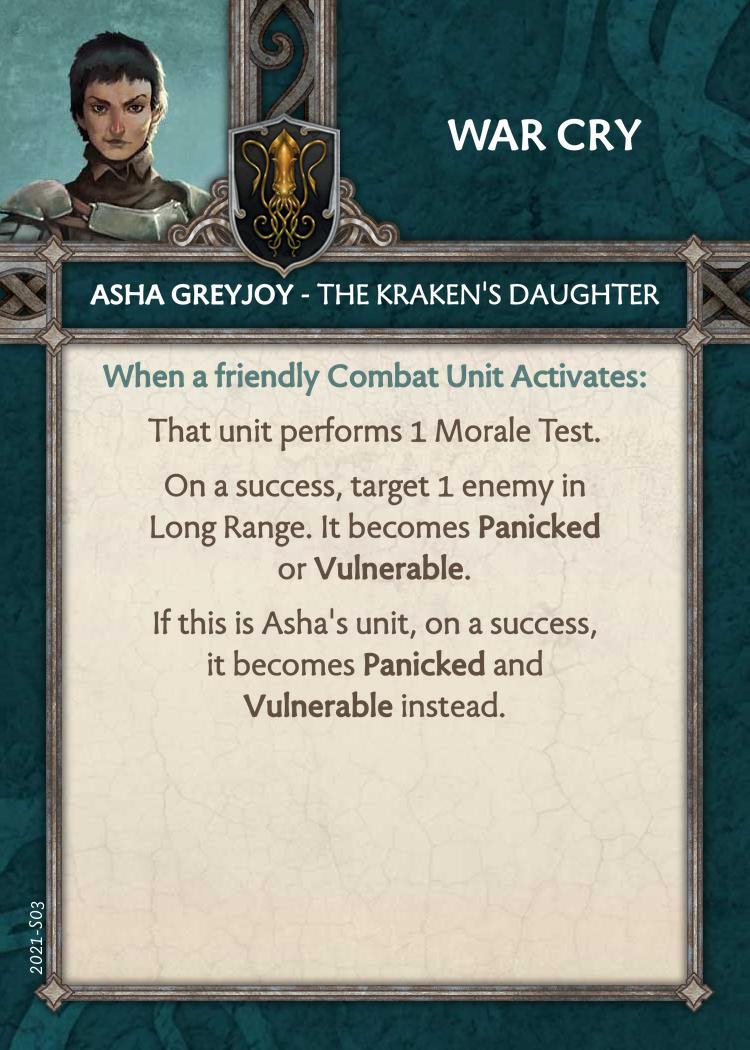 WAR CRY
ASHA GREYJOY - THE KRAKEN'S DAUGHTER
When a friendly Combat Unit Activates:
That unit performs 1 Morale Test.
On a success, target 1 enemy in
Long Range. It becomes Panicked
or Vulnerable.
If this is Asha's unit, on a success,
it becomes Panicked and
Vulnerable instead.
2021-S03